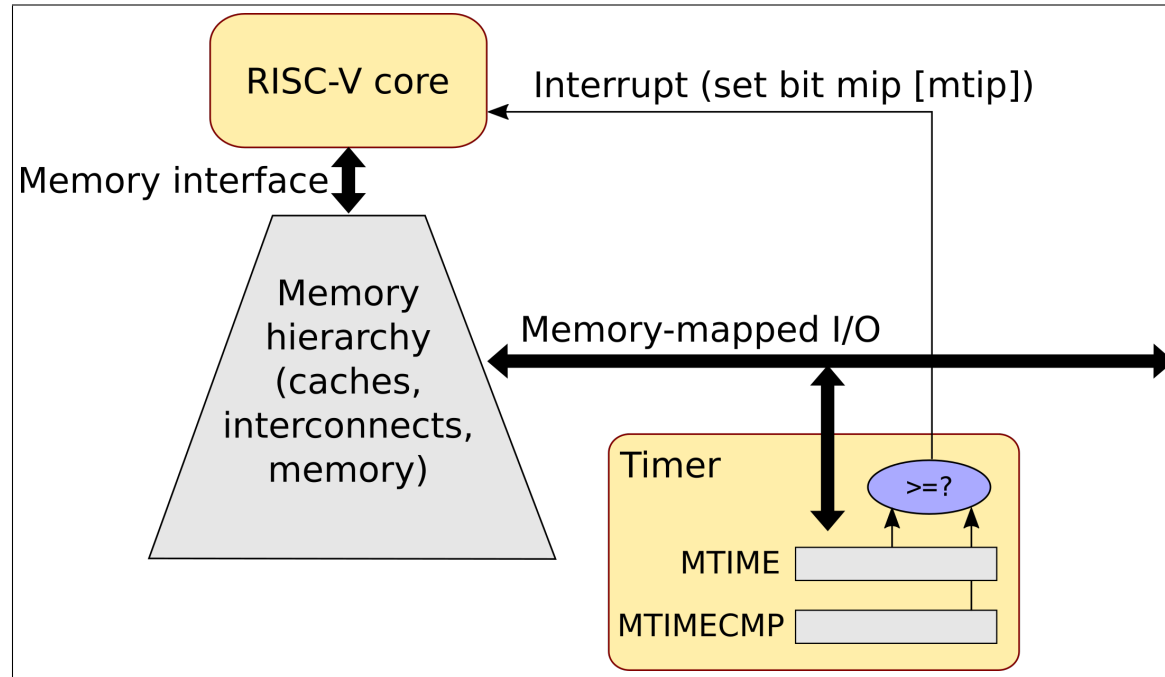 RISC-V core
Interrupt (set bit mip [mtip])
Memory interface
Memory
hierarchy
(caches,
interconnects,
memory)
Memory-mapped I/O
Timer
>=?
MTIME
MTIMECMP